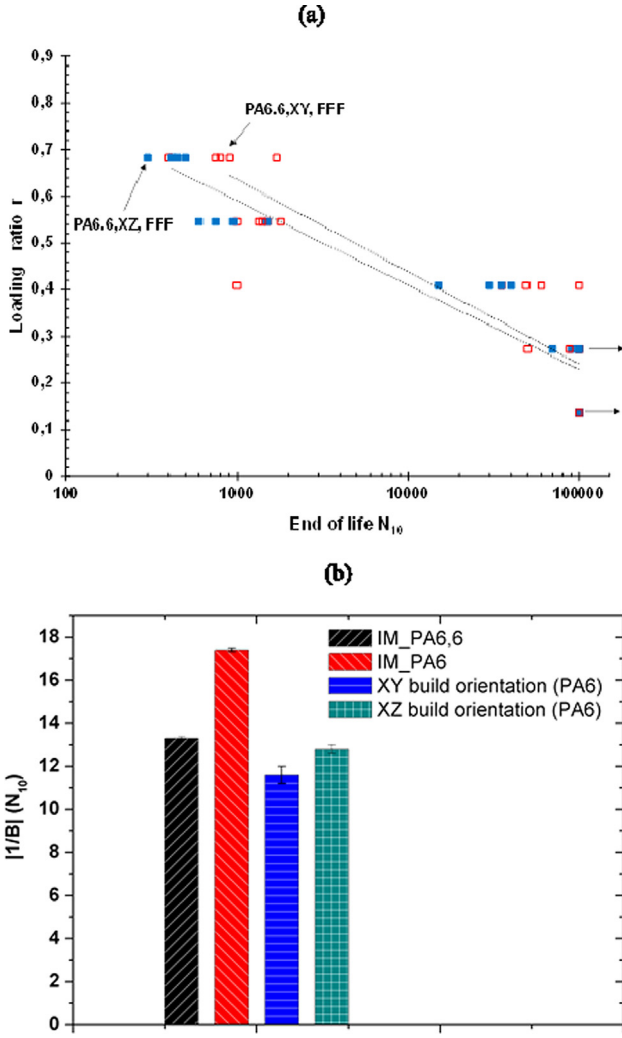 (a)
0,9
0,8
PA6.6,XY, FFF
0,7
0,6
PA6.6,XZ, FFF
0,5
Loading ratio r
0,4
0,3
0,2
0,1
0
100
1000
10000
100000
End of life N10
(b)
18
IM_PA6,6
16
IM_PA6
XY build orientation (PA6)
14
XZ build orientation (PA6)
12
10
|1/B| (N10)
8
6
4
2
0